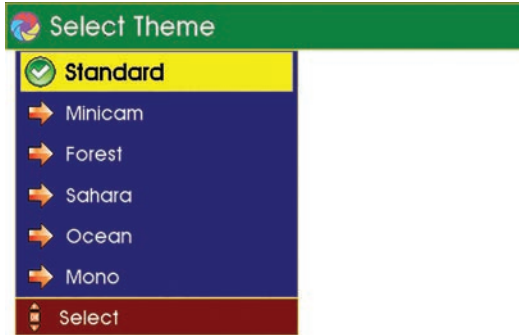 Select Theme
Standard
Minicam
Forest
Sahara
Ocean
Mono
Select